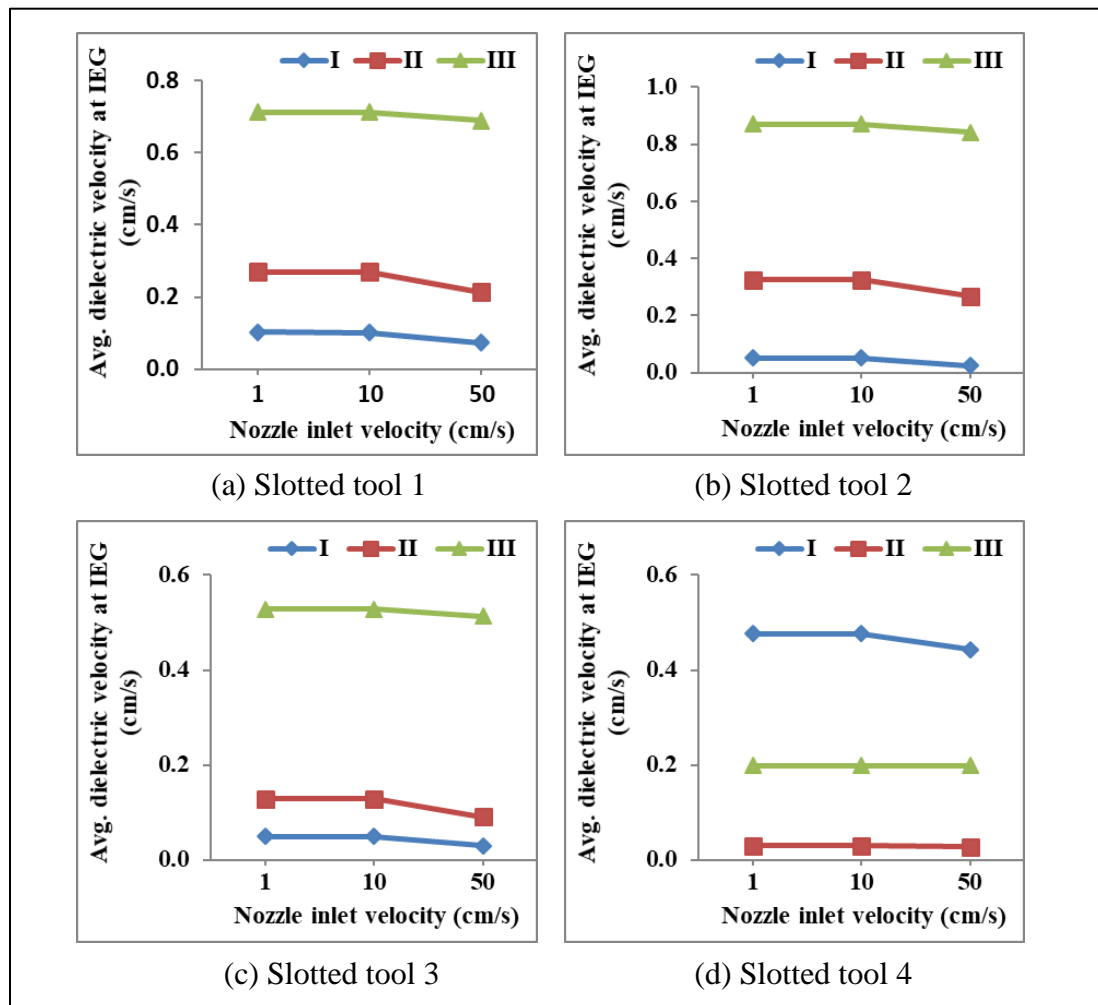 I II III
Avg. dielectric velocity at IEG
(cm/s)
0.8
0.6
0.4
0.2
0.0
1 10 50
Nozzle inlet velocity (cm/s)
(a) Slotted tool 1
I II III
Avg. dielectric velocity at IEG
(cm/s)
1.0
0.8
0.6
0.4
0.2
0.0
1 10 50
Nozzle inlet velocity (cm/s)
(b) Slotted tool 2
I II III
Avg. dielectric velocity at IEG
(cm/s)
0.6
0.4
0.2
0.0
1 10 50
Nozzle inlet velocity (cm/s)
(c) Slotted tool 3
I II III
Avg. dielectric velocity at IEG
(cm/s)
0.6
0.4
0.2
0.0
1 10 50
Nozzle inlet velocity (cm/s)
(d) Slotted tool 4